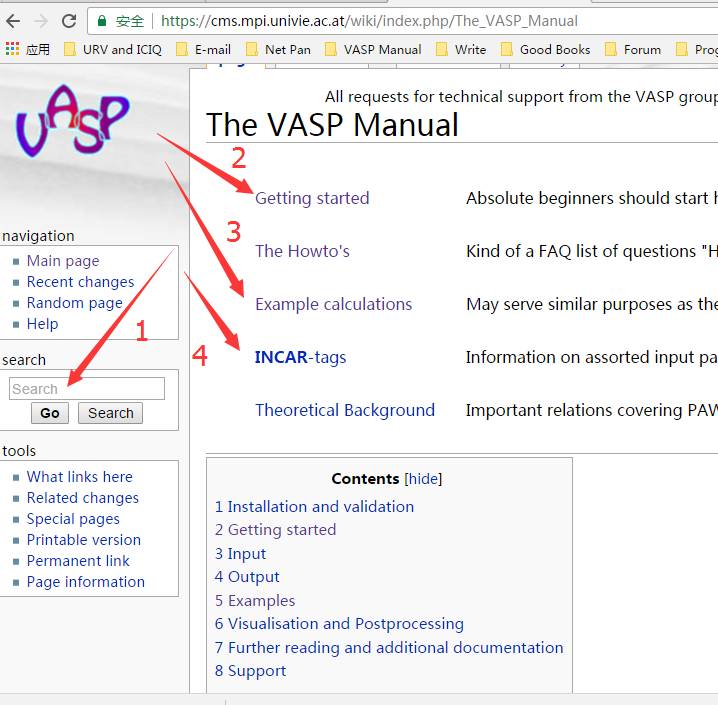 安全 https://cms.mpi.univie.ac.at/wiki/index.php/The_VASP_Manual
应用 URV and ICIQ E-mail Net Pan VASP Manual Writing Good Books Forum Prog
VASP
All requests for technical support from the VASP group
The VASP Manual
2
Getting started Absolute beginners should start h
3
navigation
Main page
Recent changes
Random page
Help
The Howto's Kind of a FAQ list of questions "H
Example calculations May serve similar purposes as the
1
4
INCAR-tags Information on assorted input pa
search
Search
Go Search
Theoretical Background Important relations covering PAW
tools
What links here
Related changes
Special pages
Printable version
Permanent link
Page information
Contents [hide]
1 Installation and validation
2 Getting started
3 Input
4 Output
5 Examples
6 Visualisation and Postprocessing
7 Further reading and additional documentation
8 Support